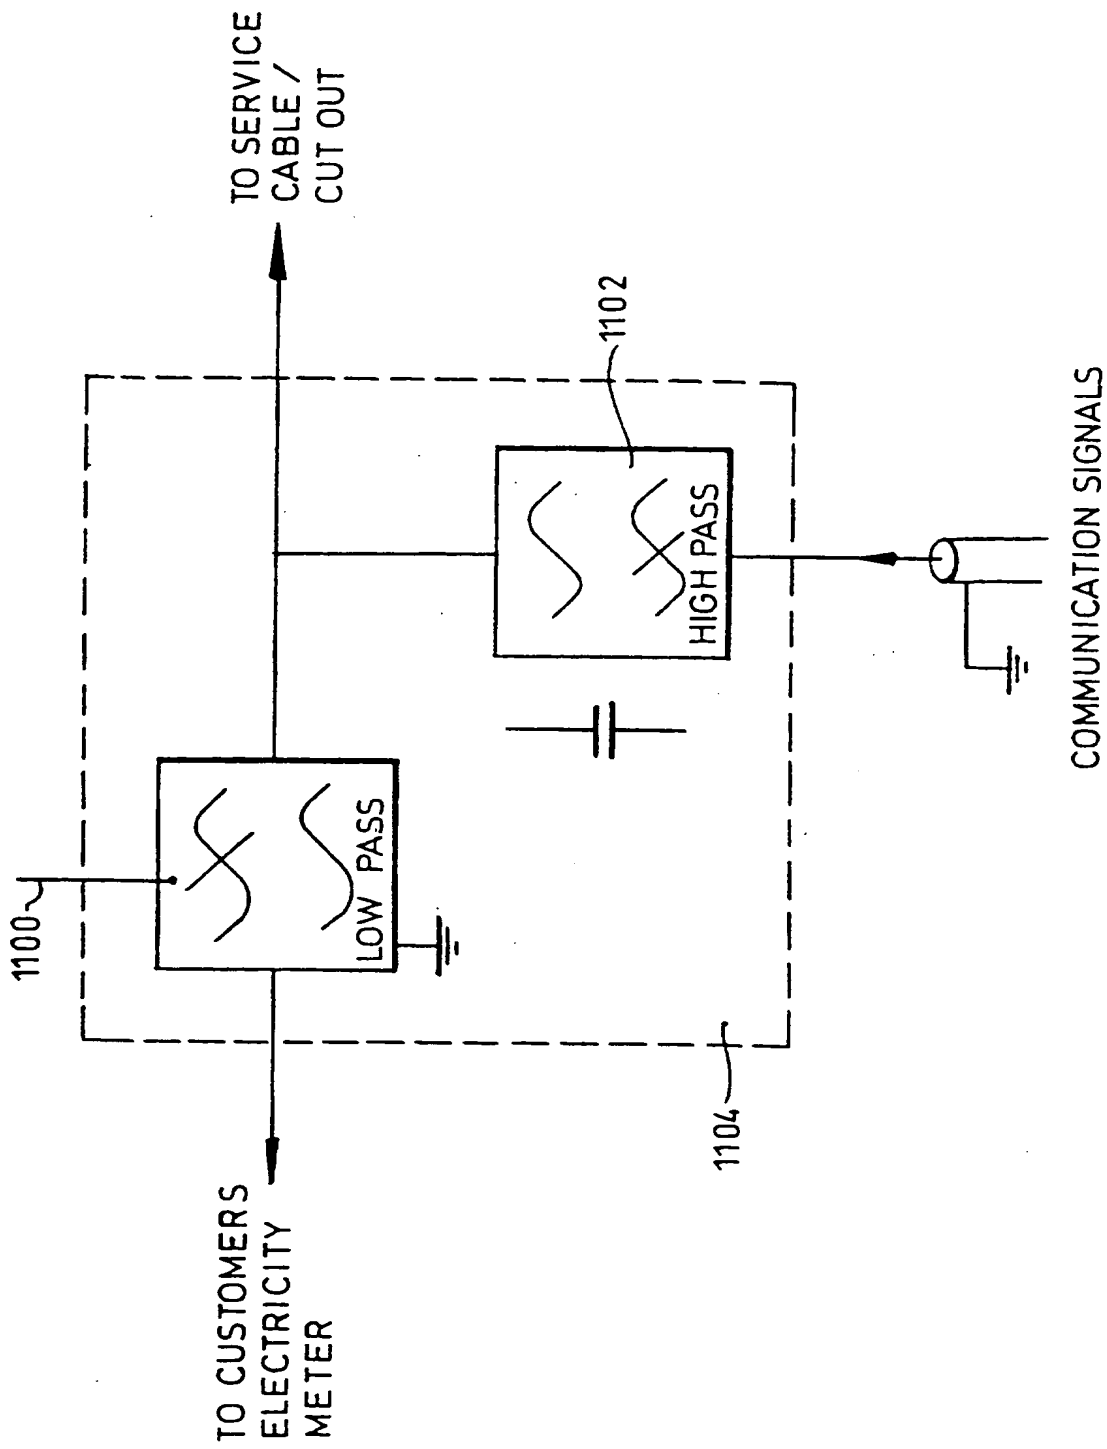 TO SERVICE
CABLE /
CUT OUT
1102
HIGH PASS
COMMUNICATION SIGNALS
1100
LOW PASS
1104
TO CUSTOMERS
ELECTRICITY
METER